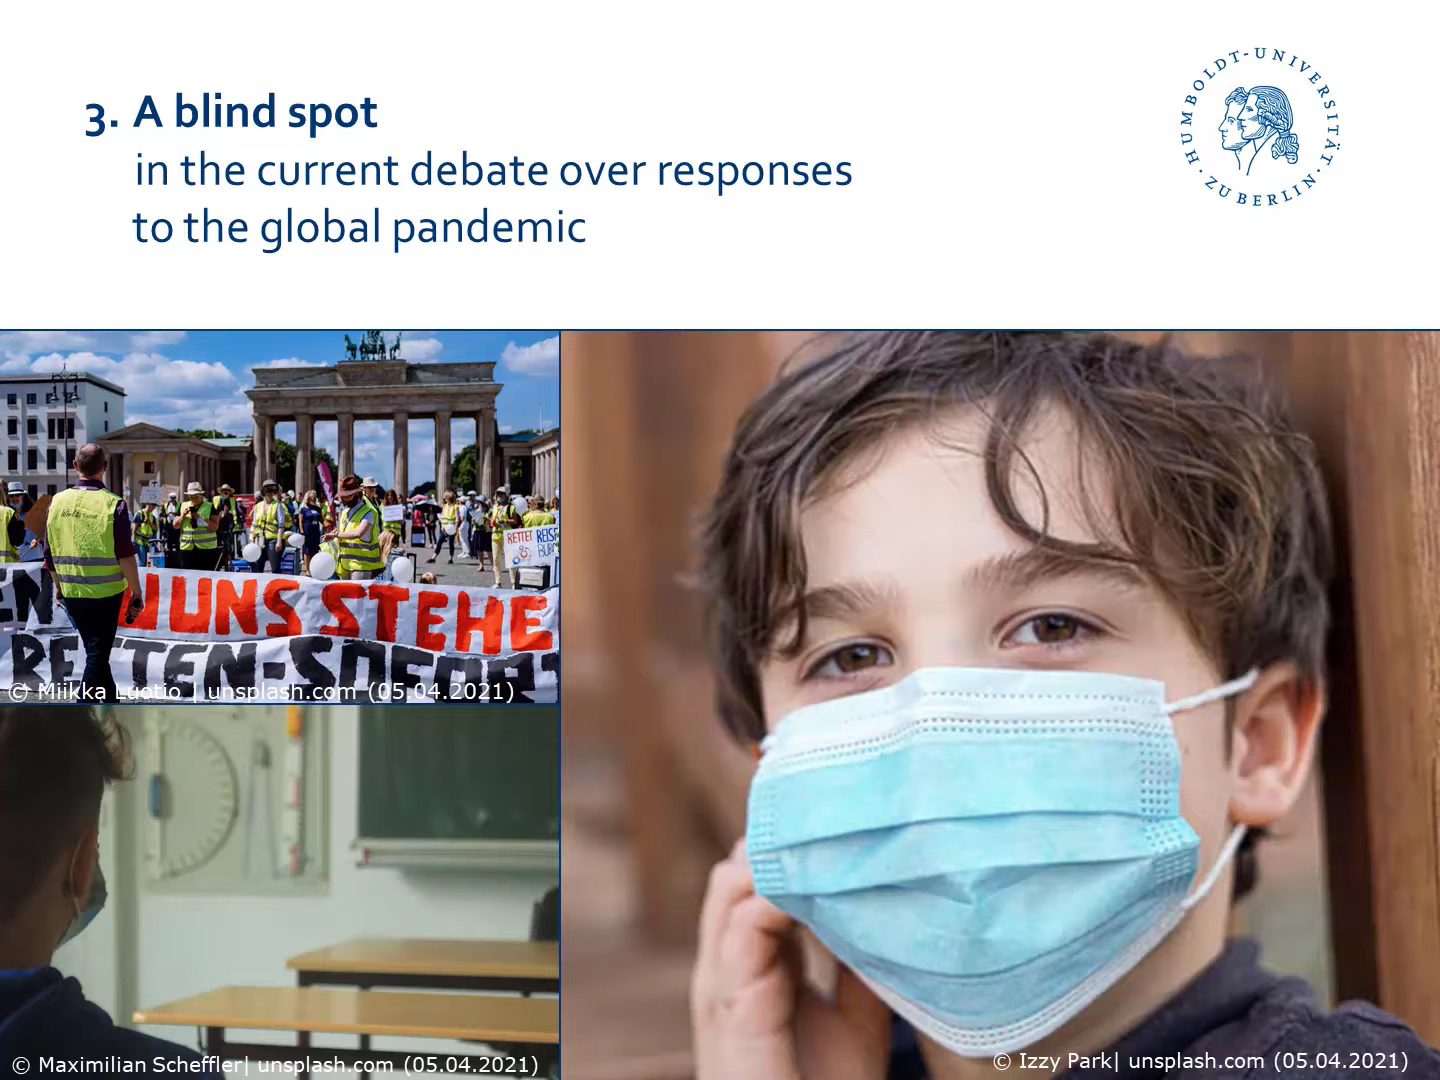 3. A blind spot
in the current debate over responses
to the global pandemic
HUMBOLDT-UNIVERSITÄT
· ZU BERLIN ·
RETTET REISE
UNS STEHE
RETTEN-SOFORT
© Miikka Luotio | unsplash.com (05.04.2021)
© Maximilian Scheffler| unsplash.com (05.04.2021)
© Izzy Park| unsplash.com (05.04.2021)